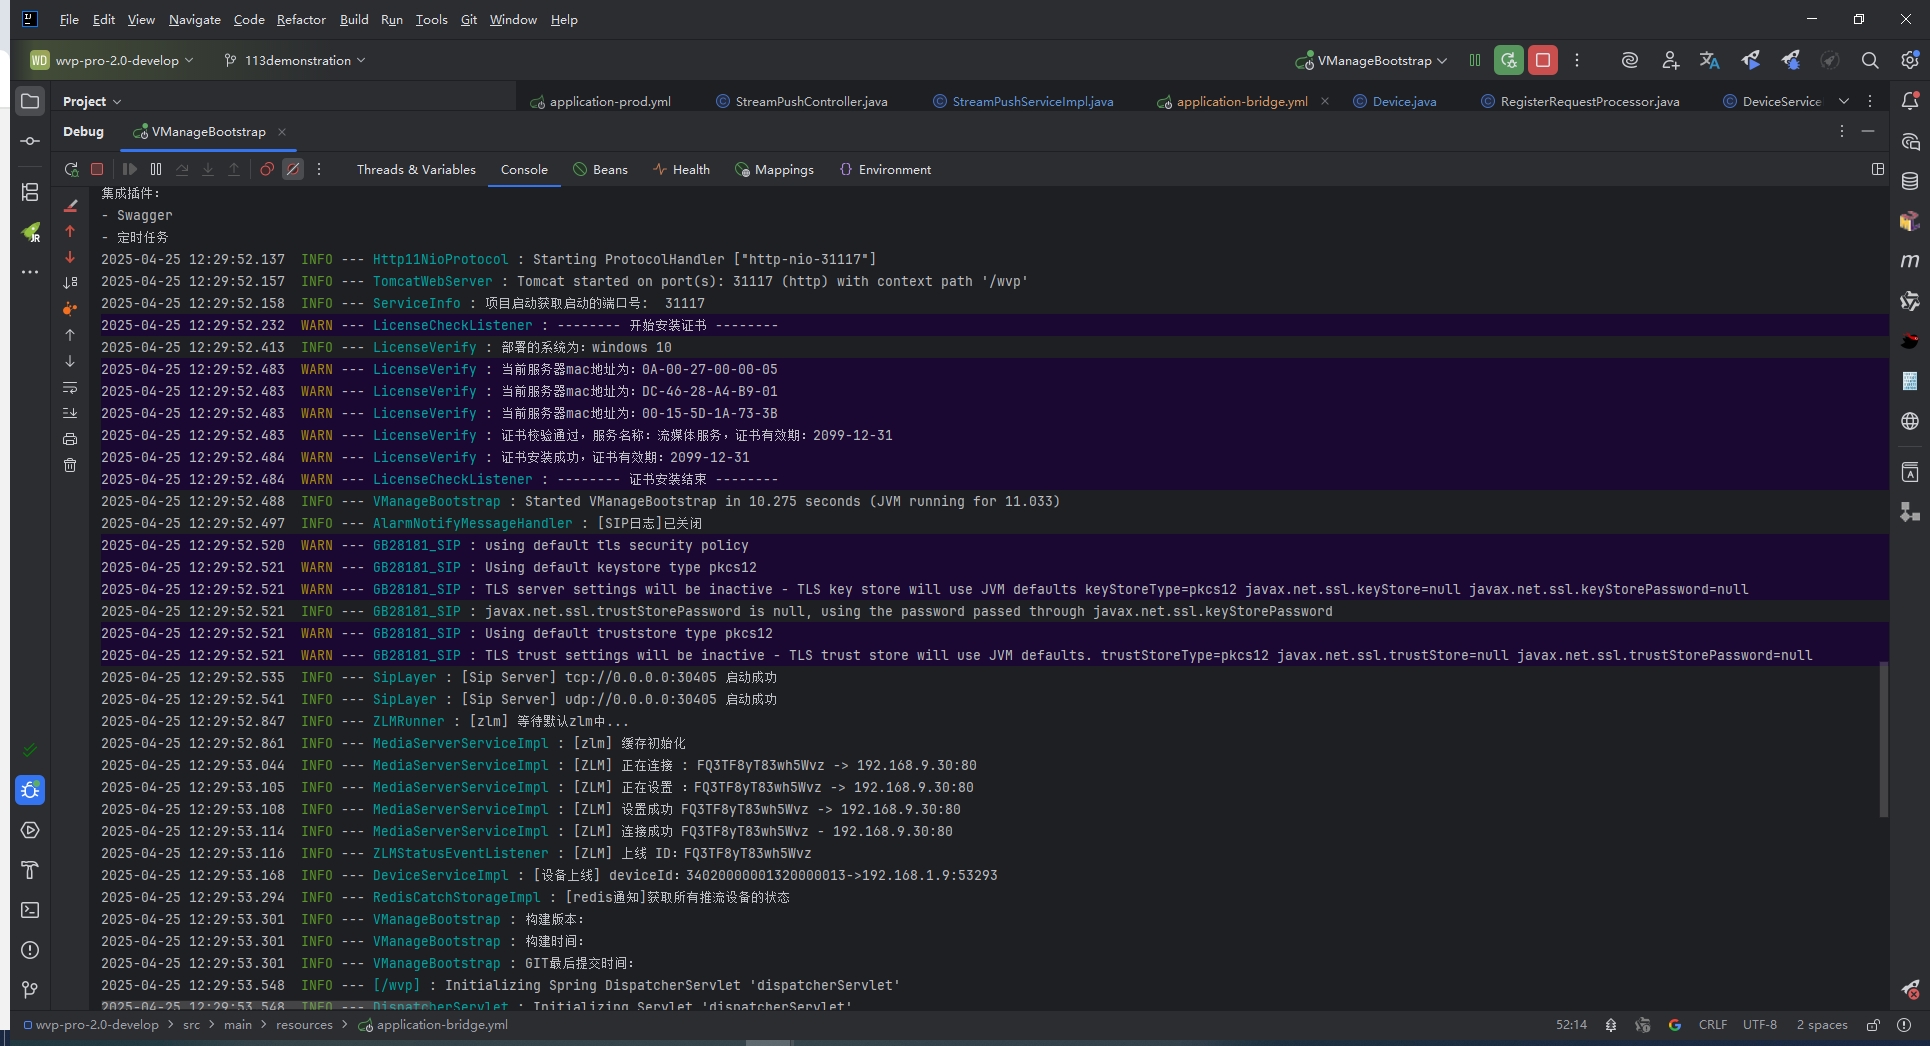 File Edit View Navigate Code Refactor Build Run Tools Git Window Help
WD wvp-pro-2.0-develop 113demonstration VManageBootstrap
Project application-prod.yml StreamPushController.java StreamPushServiceImpl.java application-bridge.yml Device.java RegisterRequestProcessor.java DeviceService
Debug VManageBootstrap
Threads & Variables Console Beans Health Mappings Environment
集成插件：
- Swagger
- 定时任务
2025-04-25 12:29:52.137 INFO --- Http11NioProtocol : Starting ProtocolHandler ["http-nio-31117"]
2025-04-25 12:29:52.157 INFO --- TomcatWebServer : Tomcat started on port(s): 31117 (http) with context path '/wvp'
2025-04-25 12:29:52.158 INFO --- ServiceInfo : 项目启动获取启动的端口号： 31117
2025-04-25 12:29:52.232 WARN --- LicenseCheckListener : -------- 开始安装证书 --------
2025-04-25 12:29:52.413 INFO --- LicenseVerify : 部署的系统为：windows 10
2025-04-25 12:29:52.483 WARN --- LicenseVerify : 当前服务器mac地址为：0A-00-27-00-00-05
2025-04-25 12:29:52.483 WARN --- LicenseVerify : 当前服务器mac地址为：DC-46-28-A4-B9-01
2025-04-25 12:29:52.483 WARN --- LicenseVerify : 当前服务器mac地址为：00-15-5D-1A-73-3B
2025-04-25 12:29:52.483 WARN --- LicenseVerify : 证书校验通过，服务名称：流媒体服务，证书有效期：2099-12-31
2025-04-25 12:29:52.484 WARN --- LicenseVerify : 证书安装成功，证书有效期：2099-12-31
2025-04-25 12:29:52.484 WARN --- LicenseCheckListener : -------- 证书安装结束 --------
2025-04-25 12:29:52.488 INFO --- VManageBootstrap : Started VManageBootstrap in 10.275 seconds (JVM running for 11.033)
2025-04-25 12:29:52.497 INFO --- AlarmNotifyMessageHandler : [SIP日志]已关闭
2025-04-25 12:29:52.520 WARN --- GB28181_SIP : using default tls security policy
2025-04-25 12:29:52.521 WARN --- GB28181_SIP : Using default keystore type pkcs12
2025-04-25 12:29:52.521 WARN --- GB28181_SIP : TLS server settings will be inactive - TLS key store will use JVM defaults keyStoreType=pkcs12 javax.net.ssl.keyStore=null javax.net.ssl.keyStorePassword=null
2025-04-25 12:29:52.521 INFO --- GB28181_SIP : javax.net.ssl.trustStorePassword is null, using the password passed through javax.net.ssl.keyStorePassword
2025-04-25 12:29:52.521 WARN --- GB28181_SIP : Using default truststore type pkcs12
2025-04-25 12:29:52.521 WARN --- GB28181_SIP : TLS trust settings will be inactive - TLS trust store will use JVM defaults. trustStoreType=pkcs12 javax.net.ssl.trustStore=null javax.net.ssl.trustStorePassword=null
2025-04-25 12:29:52.535 INFO --- SipLayer : [Sip Server] tcp://0.0.0.0:30405 启动成功
2025-04-25 12:29:52.541 INFO --- SipLayer : [Sip Server] udp://0.0.0.0:30405 启动成功
2025-04-25 12:29:52.847 INFO --- ZLMRunner : [zlm] 等待默认zlm中...
2025-04-25 12:29:52.861 INFO --- MediaServerServiceImpl : [zlm] 缓存初始化
2025-04-25 12:29:53.044 INFO --- MediaServerServiceImpl : [ZLM] 正在连接 : FQ3TF8yT83wh5Wvz -> 192.168.9.30:80
2025-04-25 12:29:53.105 INFO --- MediaServerServiceImpl : [ZLM] 正在设置 : FQ3TF8yT83wh5Wvz -> 192.168.9.30:80
2025-04-25 12:29:53.108 INFO --- MediaServerServiceImpl : [ZLM] 设置成功 FQ3TF8yT83wh5Wvz -> 192.168.9.30:80
2025-04-25 12:29:53.114 INFO --- MediaServerServiceImpl : [ZLM] 连接成功 FQ3TF8yT83wh5Wvz - 192.168.9.30:80
2025-04-25 12:29:53.116 INFO --- ZLMStatusEventListener : [ZLM] 上线 ID：FQ3TF8yT83wh5Wvz
2025-04-25 12:29:53.168 INFO --- DeviceServiceImpl : [设备上线] deviceId：34020000001320000013->192.168.1.9:53293
2025-04-25 12:29:53.294 INFO --- RedisCatchStorageImpl : [redis通知]获取所有推流设备的状态
2025-04-25 12:29:53.301 INFO --- VManageBootstrap : 构建版本：
2025-04-25 12:29:53.301 INFO --- VManageBootstrap : 构建时间：
2025-04-25 12:29:53.301 INFO --- VManageBootstrap : GIT最后提交时间：
2025-04-25 12:29:53.548 INFO --- [/wvp] : Initializing Spring DispatcherServlet 'dispatcherServlet'
2025-04-25 12:29:53.548 INFO --- DispatcherServlet : Initializing Servlet 'dispatcherServlet'
wvp-pro-2.0-develop > src > main > resources > application-bridge.yml 52:14 CRLF UTF-8 2 spaces